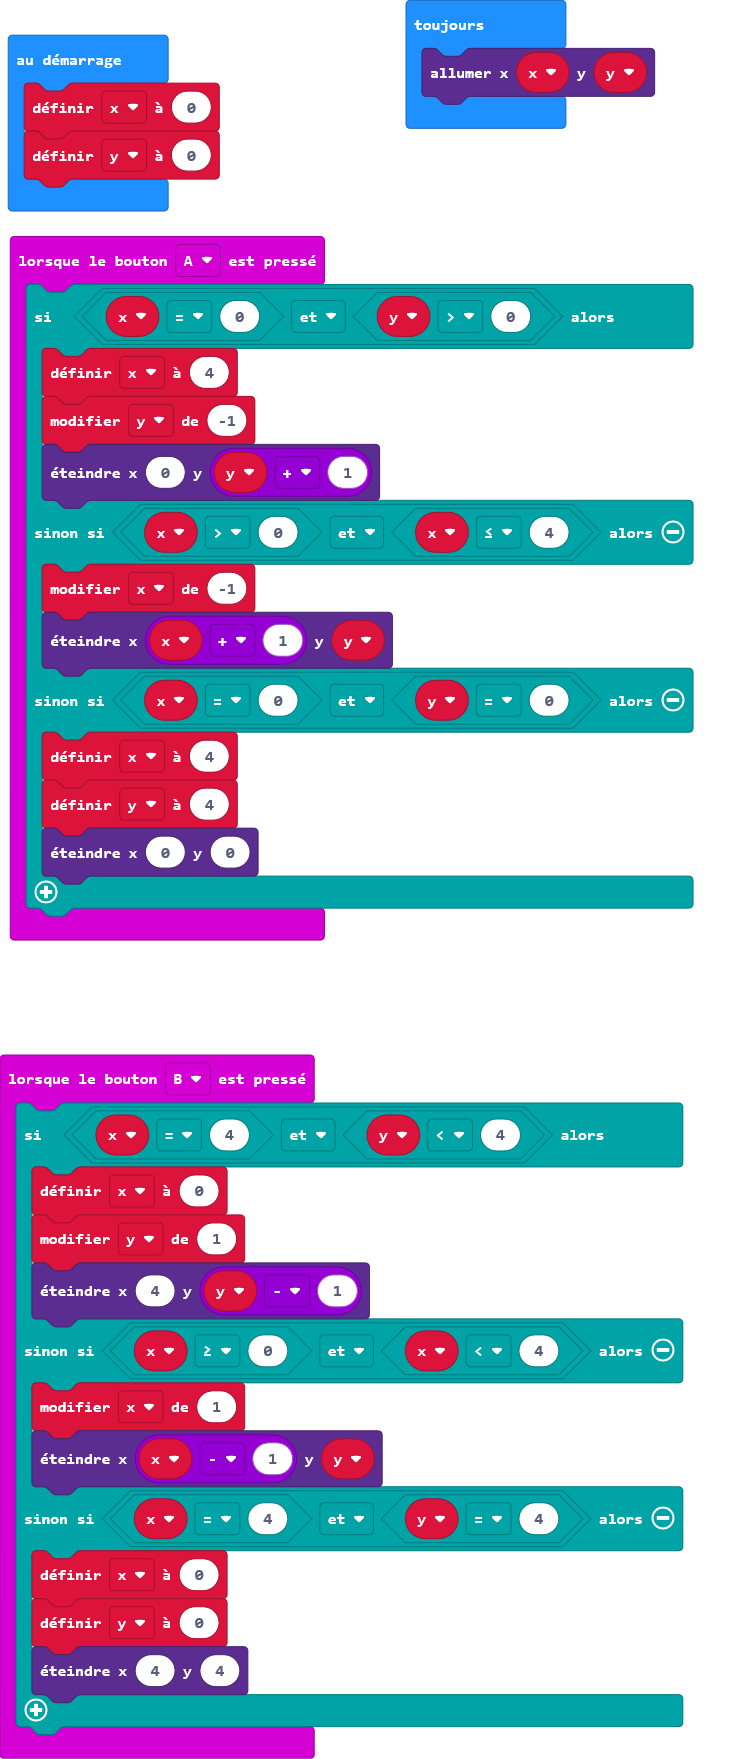 au démarrage
définir x à 0
définir y à 0
toujours
allumer x x y y
lorsque le bouton A est pressé
si x = 0 et y > 0 alors
définir x à 4
modifier y de -1
éteindre x 0 y y + 1
sinon si x > 0 et x ≤ 4 alors
modifier x de -1
éteindre x x + 1 y y
sinon si x = 0 et y = 0 alors
définir x à 4
définir y à 4
éteindre x 0 y 0
lorsque le bouton B est pressé
si x = 4 et y < 4 alors
définir x à 0
modifier y de 1
éteindre x 4 y y - 1
sinon si x ≥ 0 et x < 4 alors
modifier x de 1
éteindre x x - 1 y y
sinon si x = 4 et y = 4 alors
définir x à 0
définir y à 0
éteindre x 4 y 4